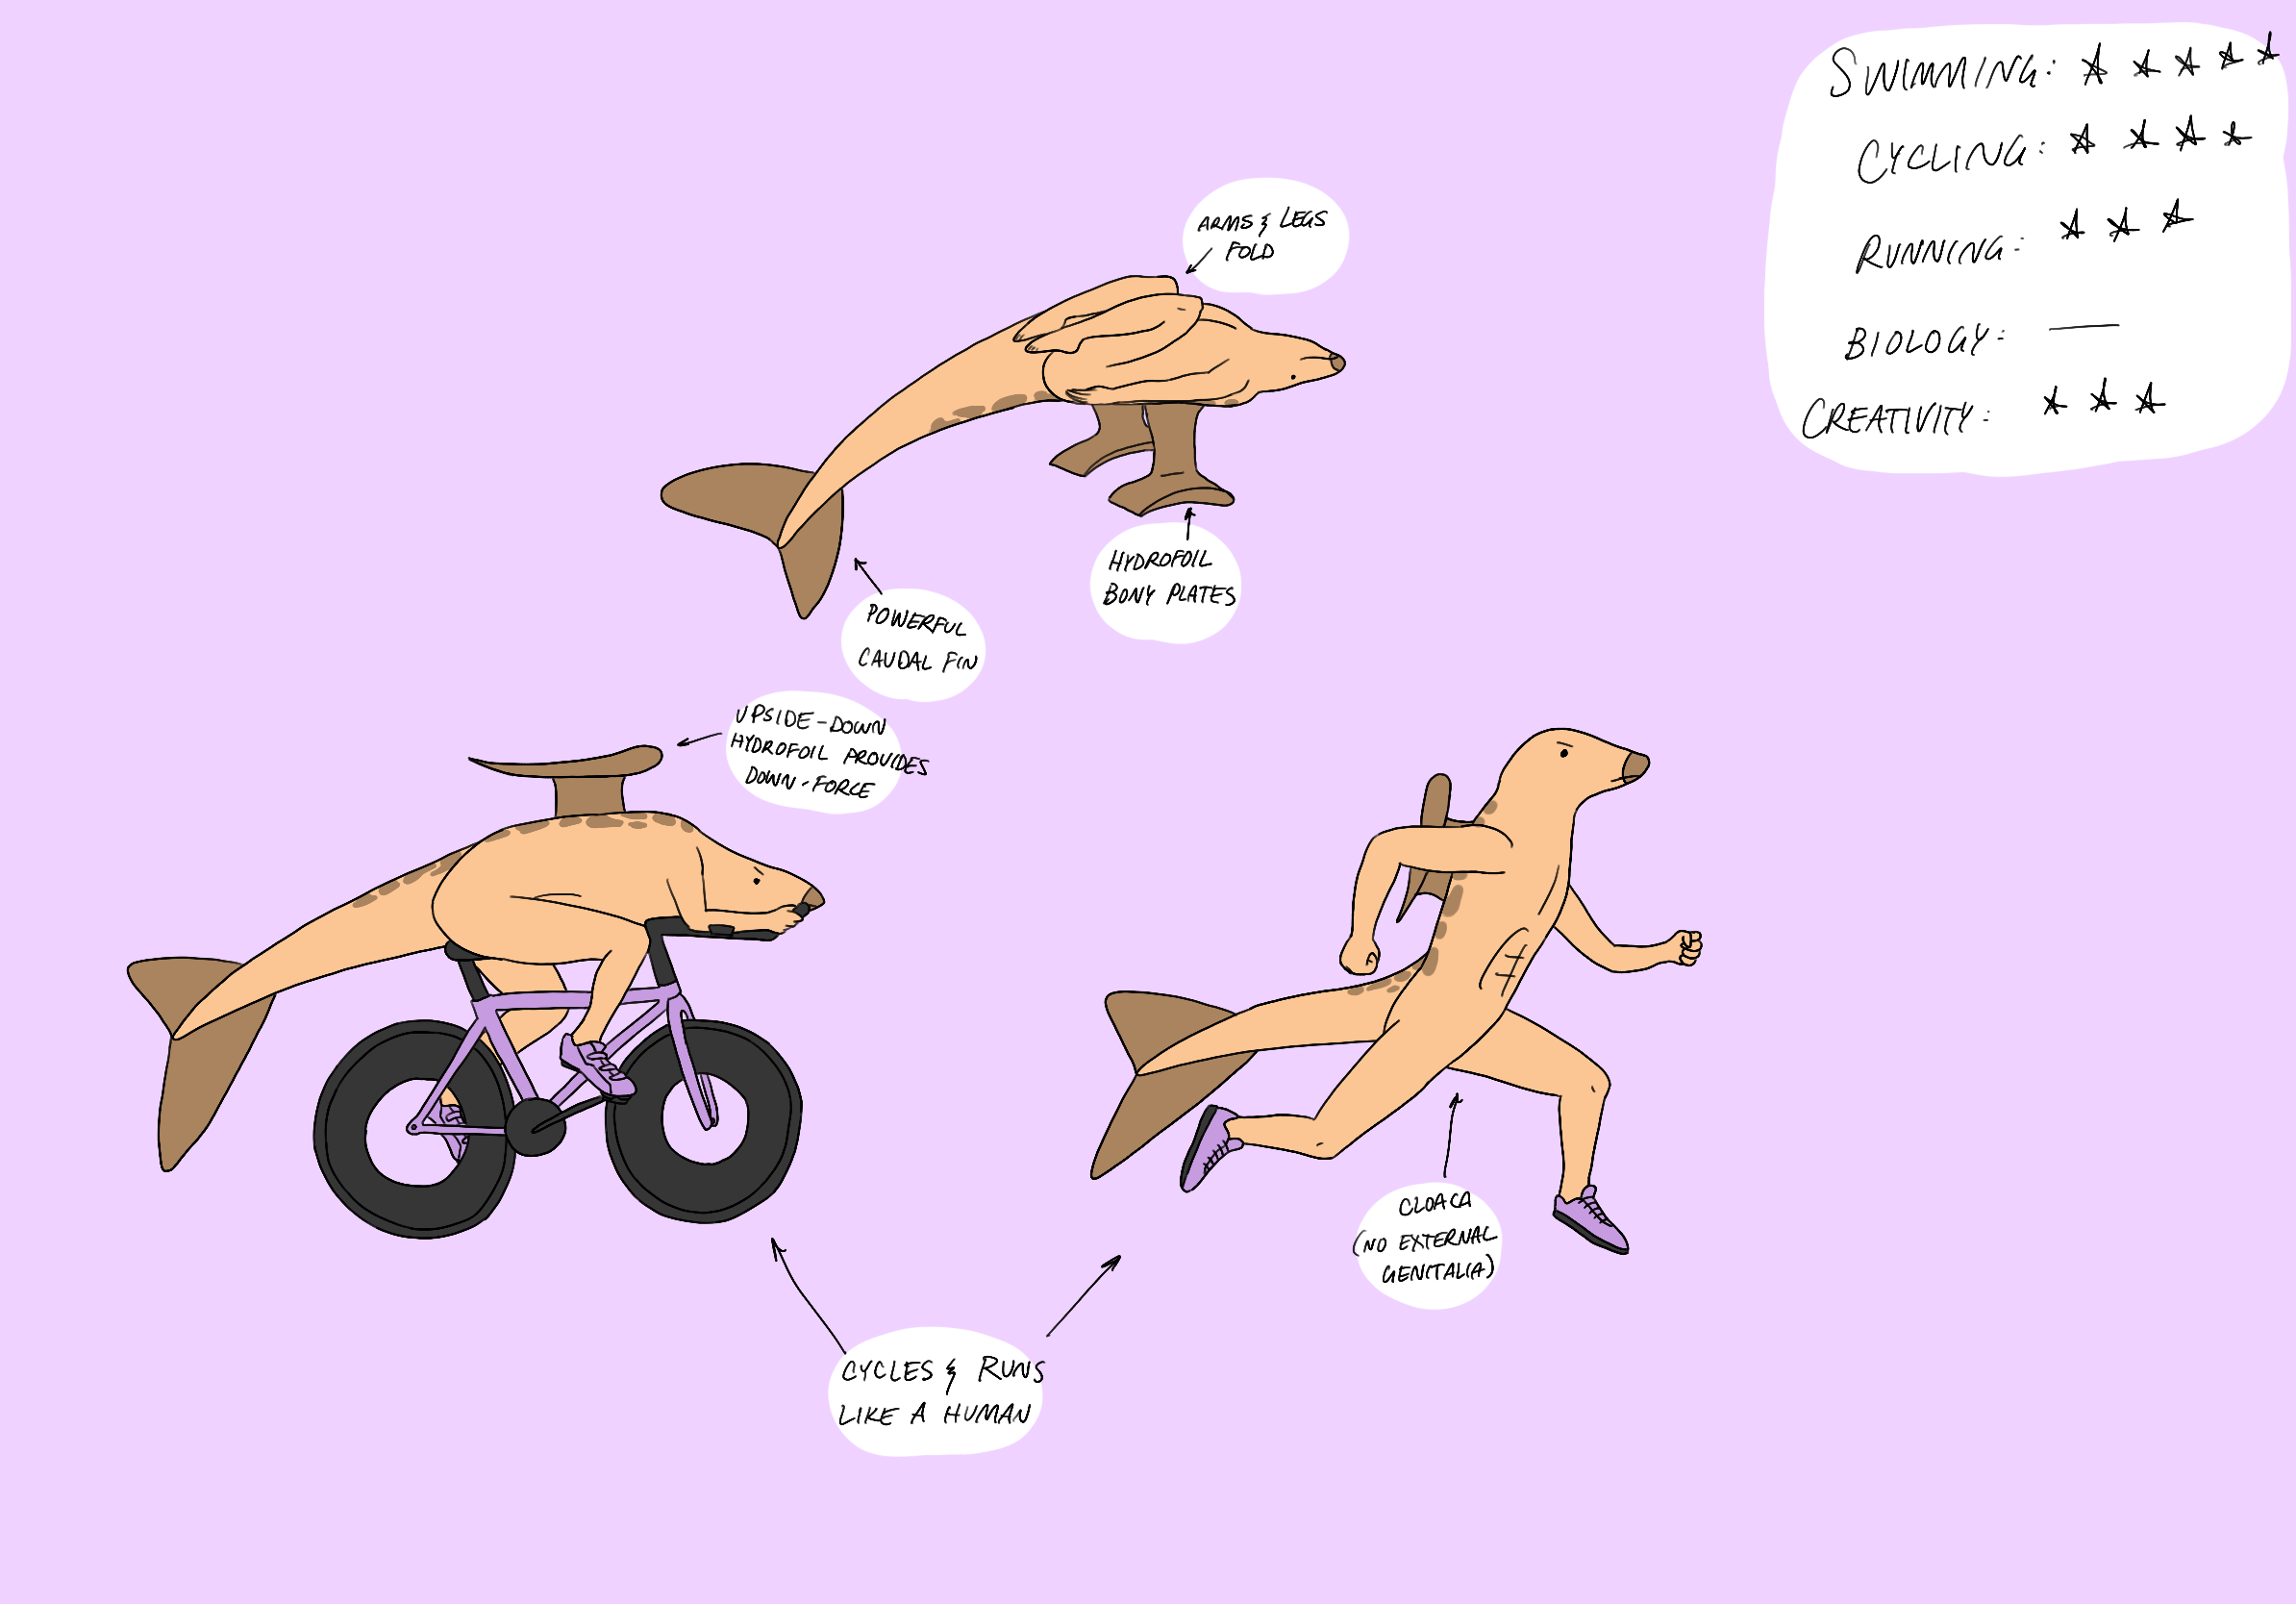 SWIMMING: ★ ★ ★ ★ ★
CYCLING: ★ ★ ★ ★
RUNNING: ★ ★ ★
BIOLOGY: —
CREATIVITY: ★ ★ ★
ARMS & LEGS
FOLD
HYDROFOIL
BONY PLATES
POWERFUL
CAUDAL FIN
UPSIDE-DOWN
HYDROFOIL PROVIDES
DOWN-FORCE
CLOACA
(NO EXTERNAL
GENITALIA)
CYCLES & RUNS
LIKE A HUMAN